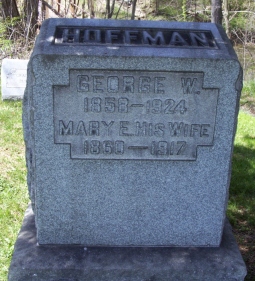 HOFFMAN
GEORGE W.
1858–1924
MARY E. HIS WIFE
1860–1917